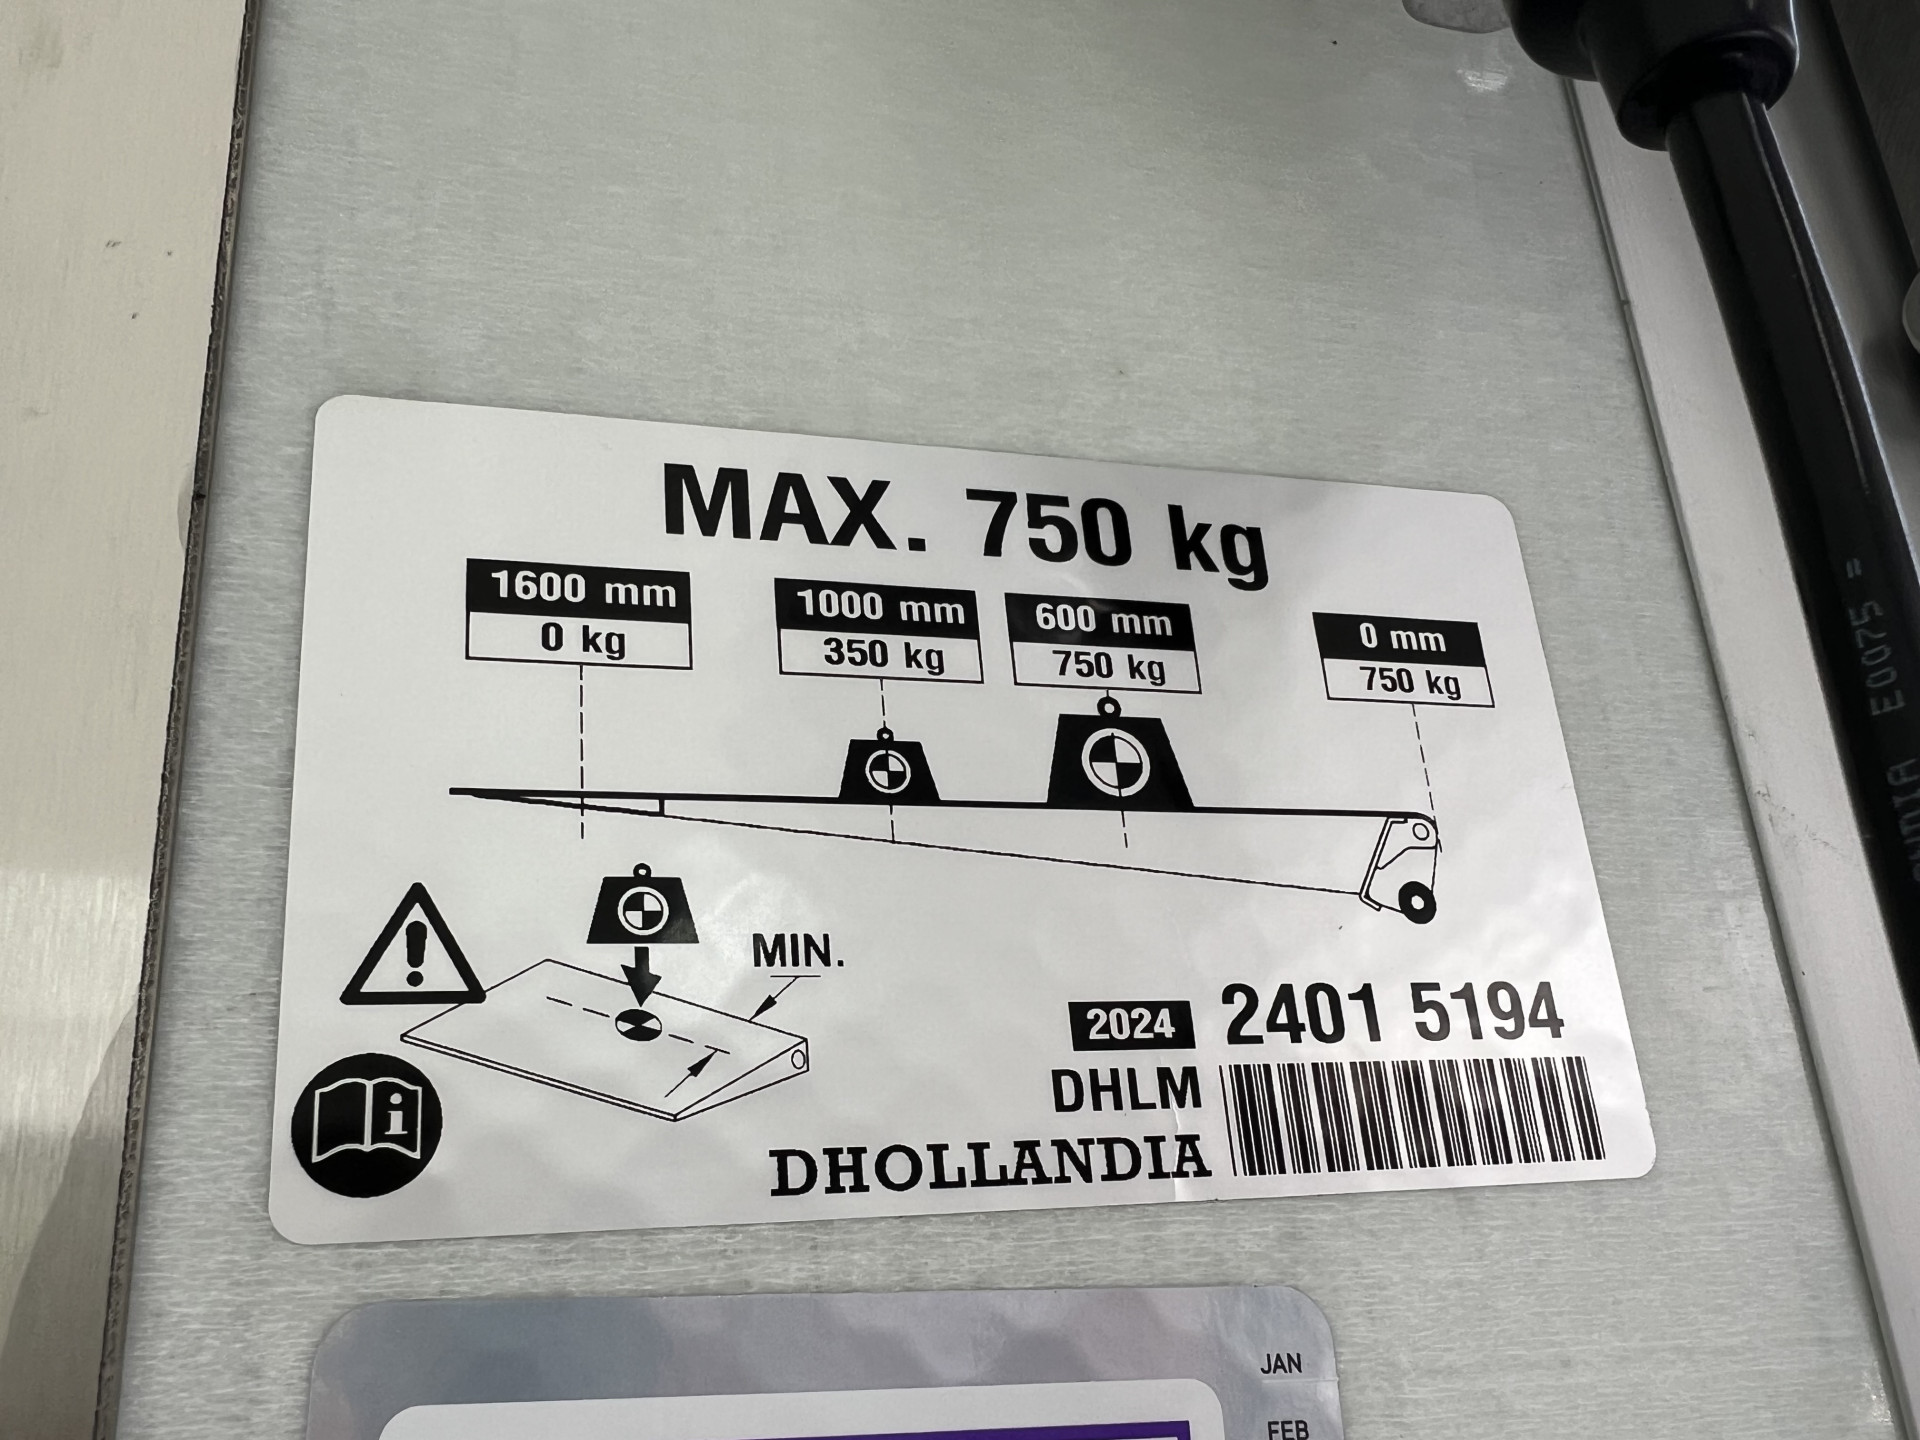 MAX. 750 kg
1600 mm
0 kg
1000 mm
350 kg
600 mm
750 kg
0 mm
750 kg
MIN.
2024 2401 5194
DHLM
DHOLLANDIA
i
JAN
FEB
E0075 =